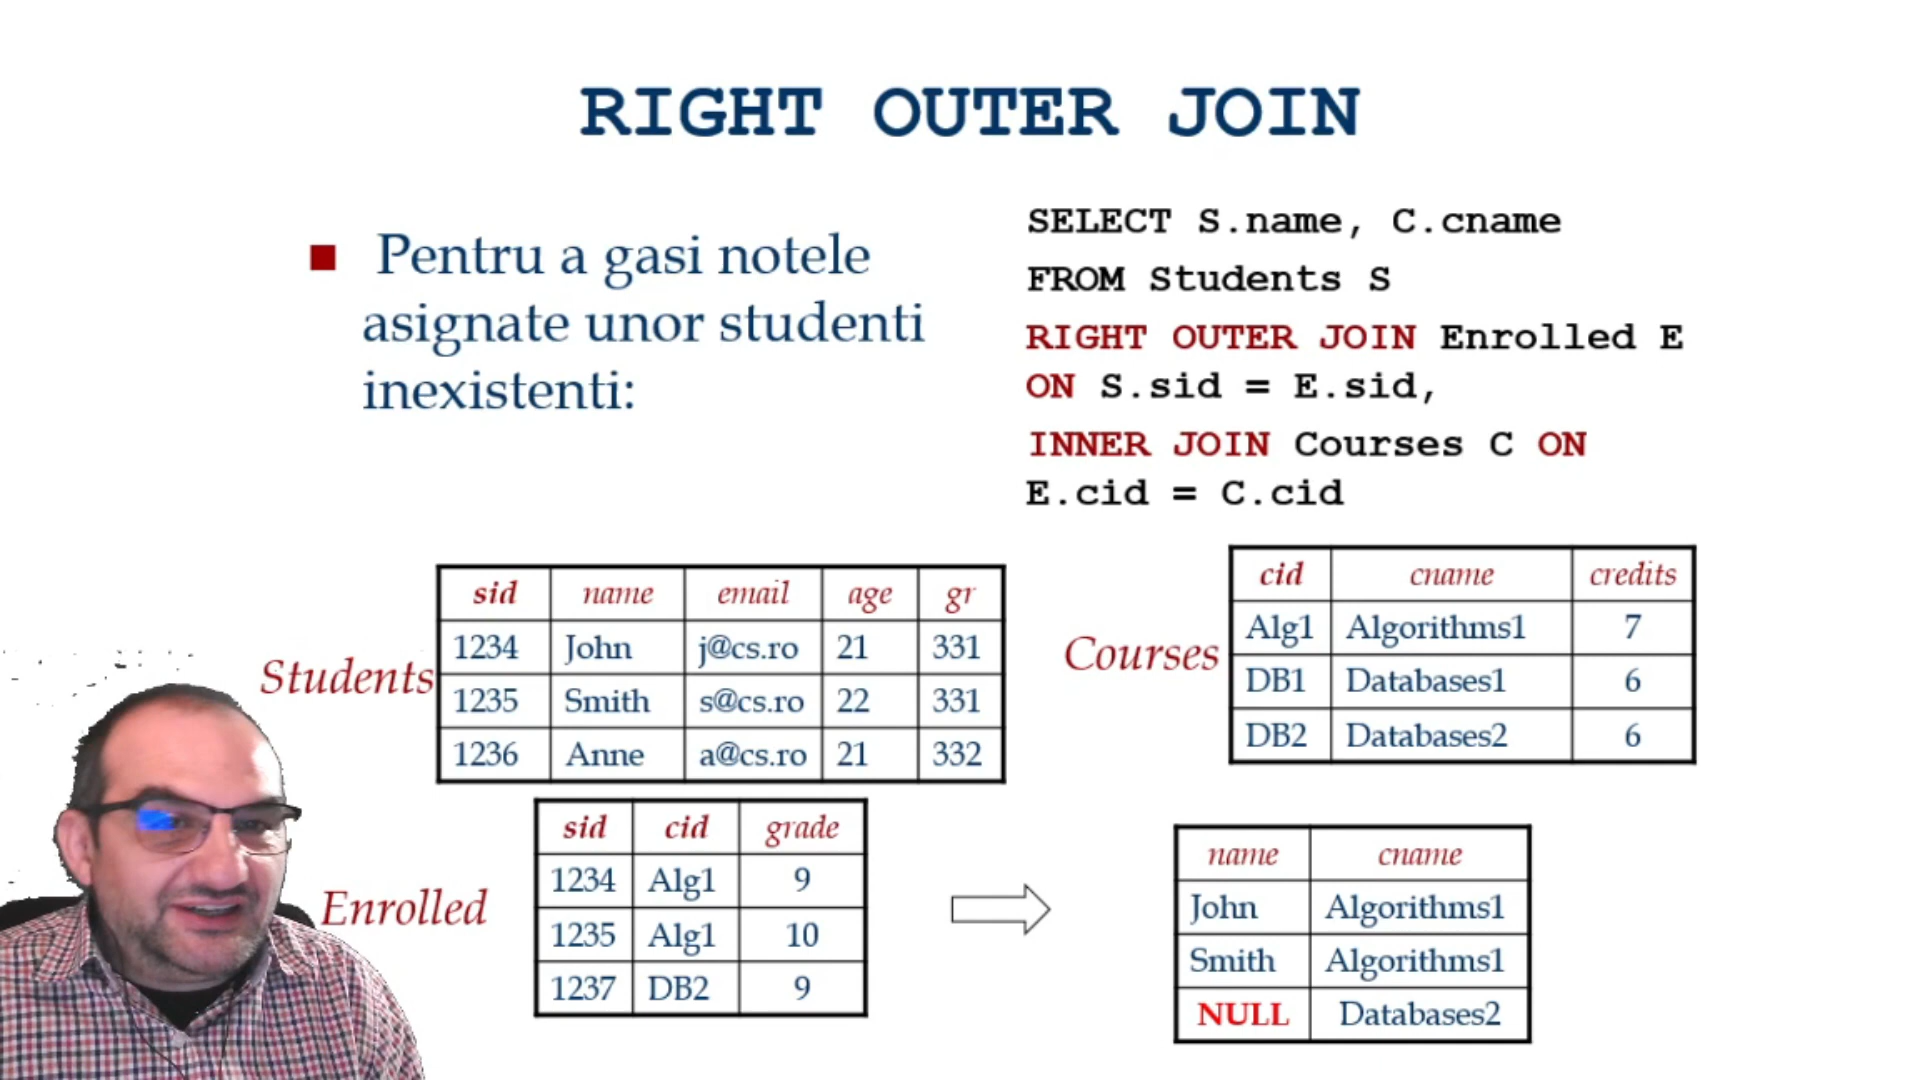 RIGHT OUTER JOIN
Pentru a gasi notele
asignate unor studenti
inexistenti:
SELECT S.name, C.cname
FROM Students S
RIGHT OUTER JOIN Enrolled E
ON S.sid = E.sid,
INNER JOIN Courses C ON
E.cid = C.cid
Students
sid name email age gr
1234 John j@cs.ro 21 331
1235 Smith s@cs.ro 22 331
1236 Anne a@cs.ro 21 332
Courses
cid cname credits
Alg1 Algorithms1 7
DB1 Databases1 6
DB2 Databases2 6
Enrolled
sid cid grade
1234 Alg1 9
1235 Alg1 10
1237 DB2 9
name cname
John Algorithms1
Smith Algorithms1
NULL Databases2